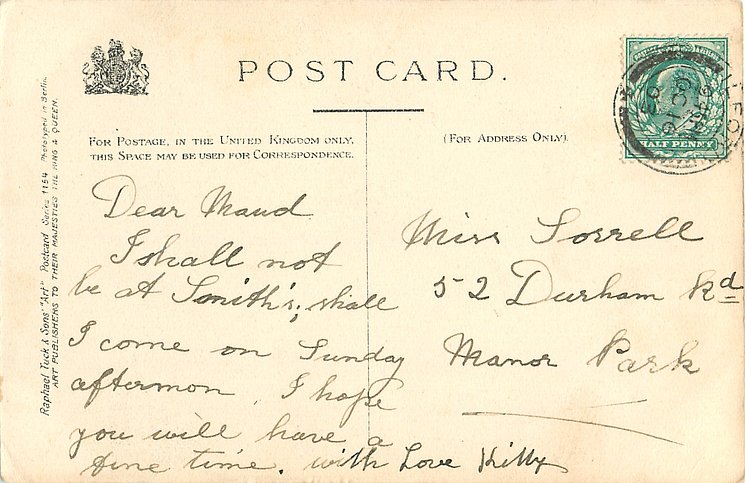 POST CARD.
FOR POSTAGE, IN THE UNITED KINGDOM ONLY,
THIS SPACE MAY BE USED FOR CORRESPONDENCE.
(FOR ADDRESS ONLY).
HALF PENNY
Raphael Tuck & Sons' "Art" Postcard Series 1154 Phototyped in Berlin.
ART PUBLISHERS TO THEIR MAJESTIES THE KING & QUEEN.
Dear Maud
I shall not
be at Smith's; shall
I come on Sunday
afternoon. I hope
you will have a
fine time. with Love Kitty
Miss Sorrell
52 Durham Rd
Manor Park